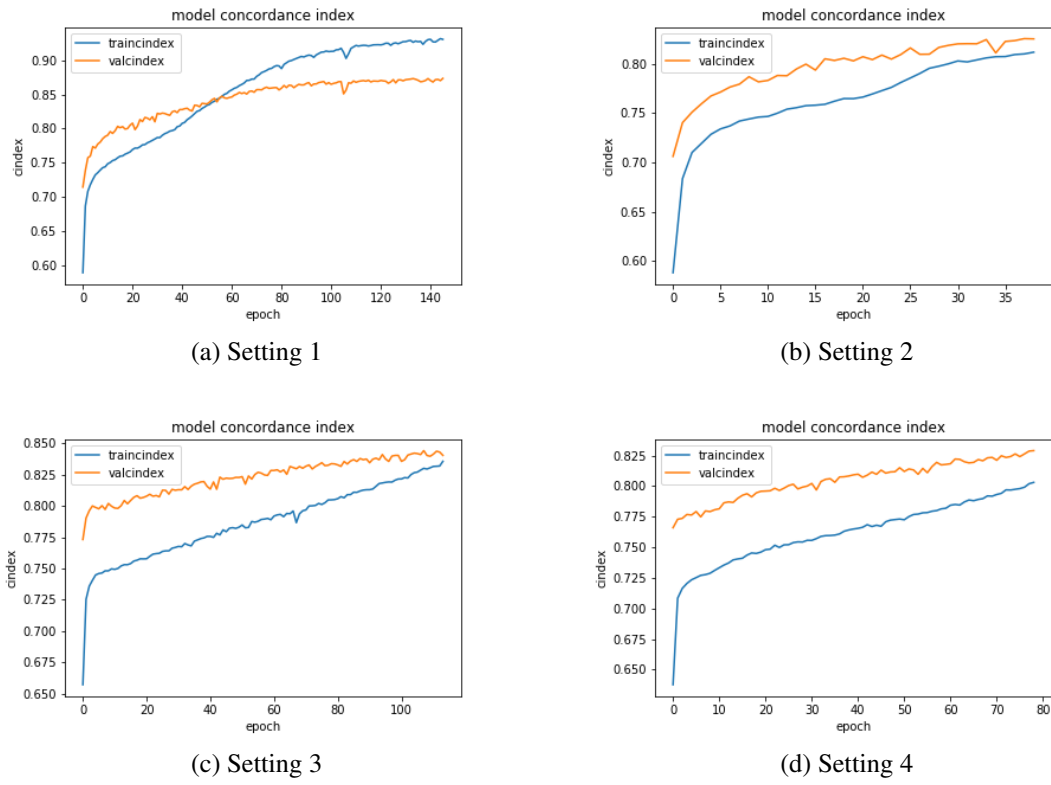 model concordance index
traincindex
valcindex
cindex
0.90
0.85
0.80
0.75
0.70
0.65
0.60
0 20 40 60 80 100 120 140
epoch
(a) Setting 1
model concordance index
traincindex
valcindex
cindex
0.80
0.75
0.70
0.65
0.60
0 5 10 15 20 25 30 35
epoch
(b) Setting 2
model concordance index
traincindex
valcindex
cindex
0.850
0.825
0.800
0.775
0.750
0.725
0.700
0.675
0.650
0 20 40 60 80 100
epoch
(c) Setting 3
model concordance index
traincindex
valcindex
cindex
0.825
0.800
0.775
0.750
0.725
0.700
0.675
0.650
0 10 20 30 40 50 60 70 80
epoch
(d) Setting 4